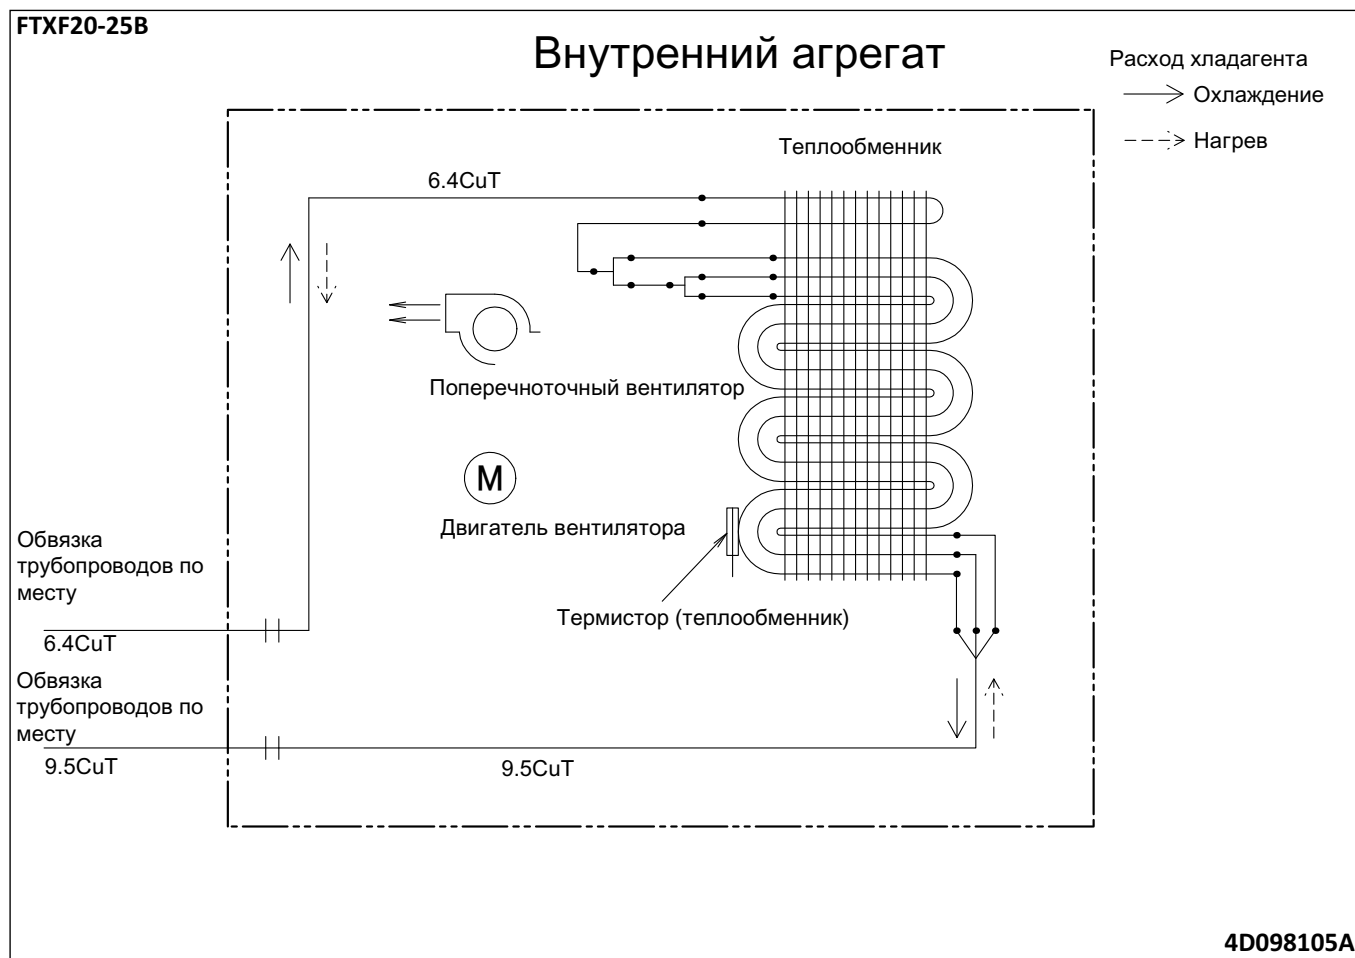 FTXF20-25B
Внутренний агрегат
Расход хладагента
Охлаждение
Нагрев
Теплообменник
6.4CuT
Поперечноточный вентилятор
M
Двигатель вентилятора
Обвязка
трубопроводов по
месту
Термистор (теплообменник)
6.4CuT
Обвязка
трубопроводов по
месту
9.5CuT
9.5CuT
4D098105A